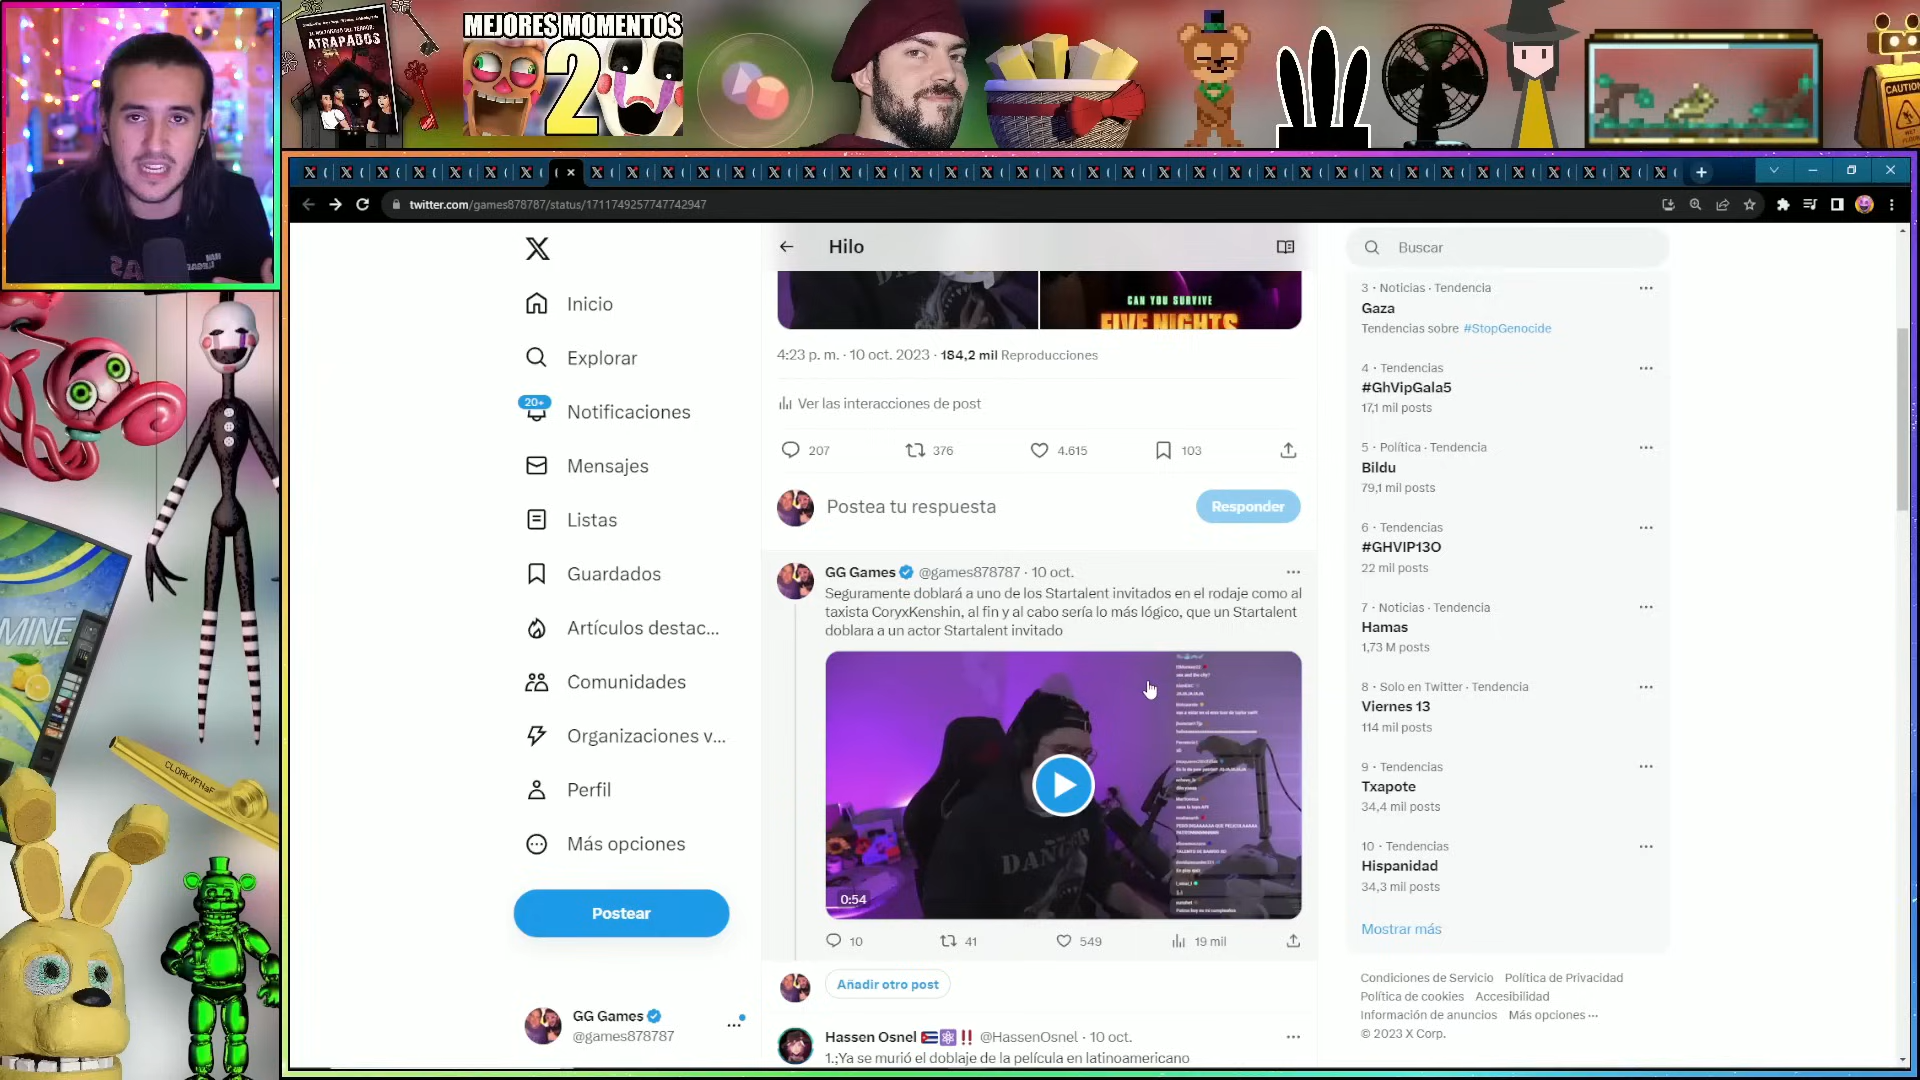 ATRAPADOS
MEJORES MOMENTOS
2
CAUTION
twitter.com/games878787/status/1711749257747742947
Inicio
Explorar
20+
Notificaciones
Mensajes
Listas
Guardados
Artículos destac...
Comunidades
Organizaciones v...
Perfil
Más opciones
Postear
GG Games
@games878787
Hilo
CAN YOU SURVIVE
FIVE NIGHTS
4:23 p. m. · 10 oct. 2023 · 184,2 mil Reproducciones
Ver las interacciones de post
207 376 4.615 103
Postea tu respuesta
Responder
GG Games @games878787 · 10 oct.
Seguramente doblará a uno de los Startalent invitados en el rodaje como al
taxista CoryxKenshin, al fin y al cabo sería lo más lógico, que un Startalent
doblara a un actor Startalent invitado
DANGER
0:54
10 41 549 19 mil
Añadir otro post
Hassen Osnel @HassenOsnel · 10 oct.
1.;Ya se murió el doblaje de la película en latinoamericano
Buscar
3 · Noticias · Tendencia
Gaza
Tendencias sobre #StopGenocide
4 · Tendencias
#GhVipGala5
17,1 mil posts
5 · Política · Tendencia
Bildu
79,1 mil posts
6 · Tendencias
#GHVIP13O
22 mil posts
7 · Noticias · Tendencia
Hamas
1,73 M posts
8 · Solo en Twitter · Tendencia
Viernes 13
114 mil posts
9 · Tendencias
Txapote
34,4 mil posts
10 · Tendencias
Hispanidad
34,3 mil posts
Mostrar más
Condiciones de Servicio Política de Privacidad
Política de cookies Accesibilidad
Información de anuncios Más opciones ···
© 2023 X Corp.